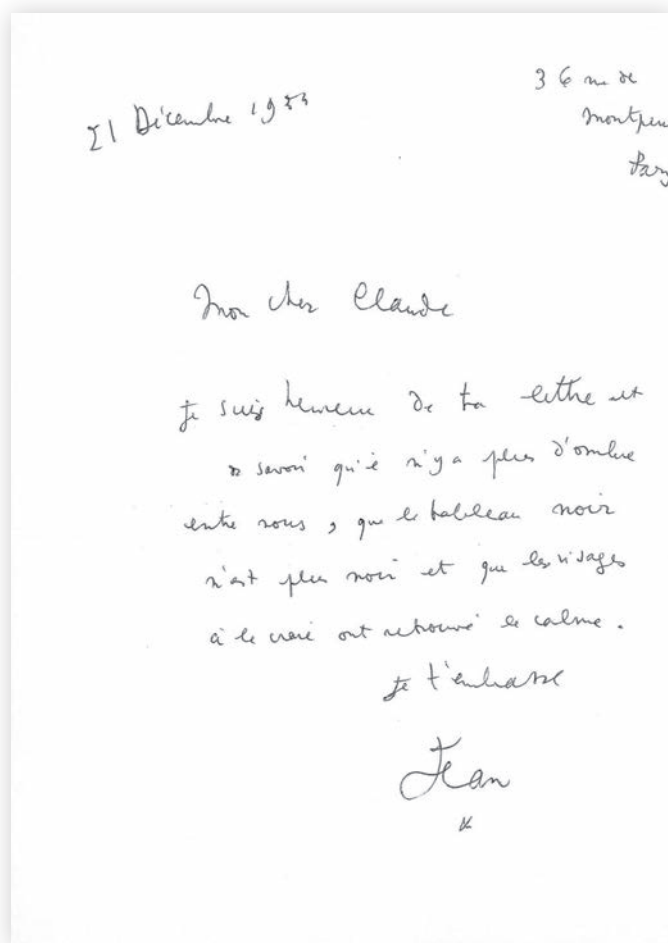 21 Décembre 1953
36 rue de
Montpen
Pary
Mon cher Claude
Je suis heureux de ta lettre et
de savoir qu'il n'y a plus d'ombre
entre nous, que le tableau noir
n'est plus noir et que les visages
à la craie ont retrouvé le calme.
Je t'embrasse
Jean